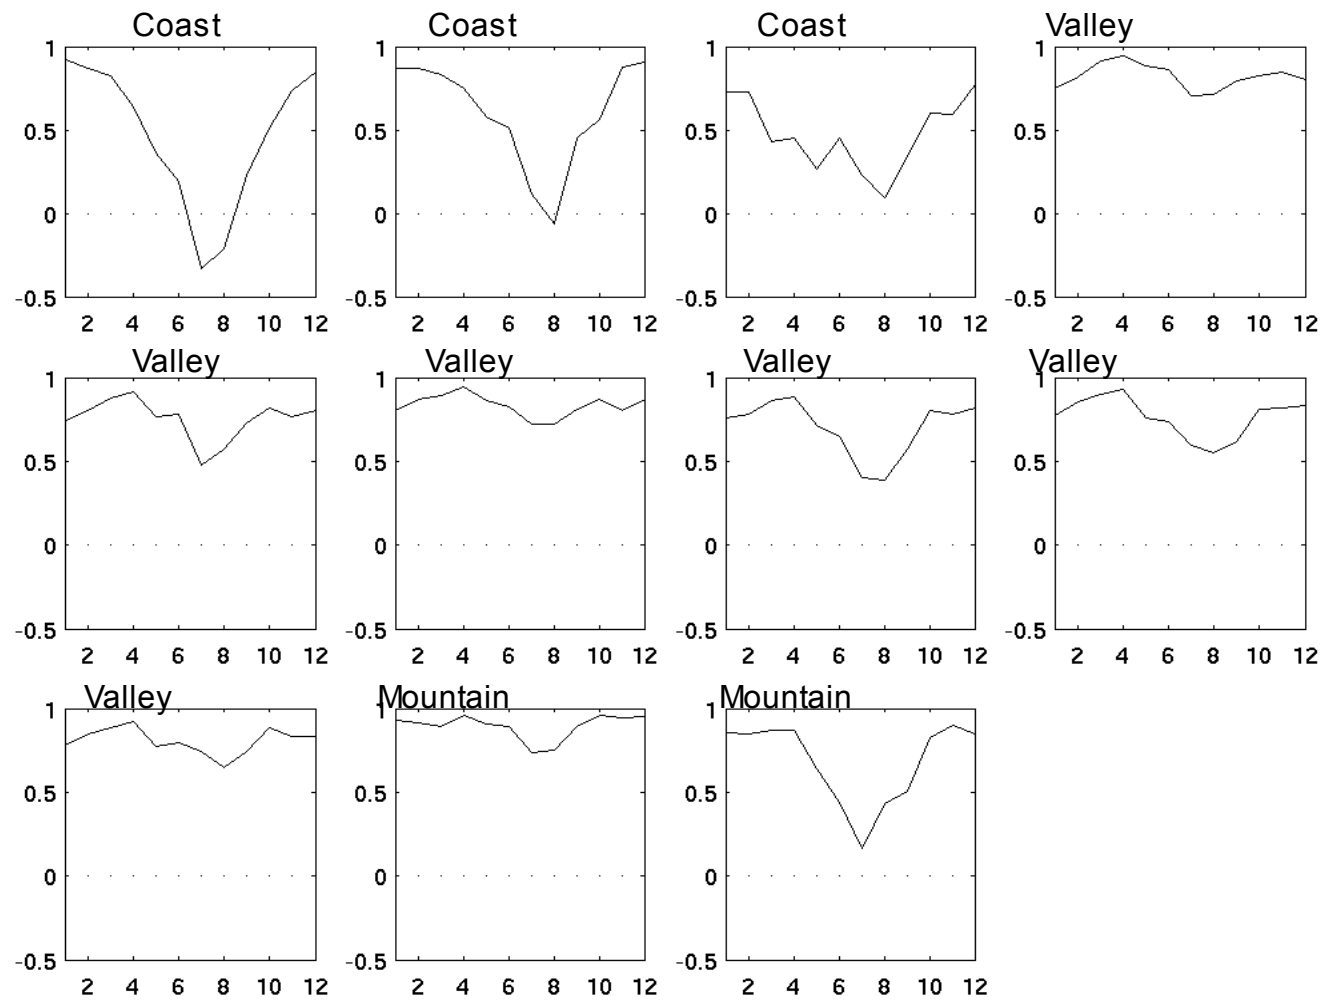 Coast Coast Coast Valley
1 1 1 1
0.5 0.5 0.5 0.5
0 0 0 0
-0.5 -0.5 -0.5 -0.5
2 4 6 8 10 12 2 4 6 8 10 12 2 4 6 8 10 12 2 4 6 8 10 12
Valley Valley Valley Valley
1 1 1 1
0.5 0.5 0.5 0.5
0 0 0 0
-0.5 -0.5 -0.5 -0.5
2 4 6 8 10 12 2 4 6 8 10 12 2 4 6 8 10 12 2 4 6 8 10 12
Valley Mountain Mountain
1 1 1
0.5 0.5 0.5
0 0 0
-0.5 -0.5 -0.5
2 4 6 8 10 12 2 4 6 8 10 12 2 4 6 8 10 12